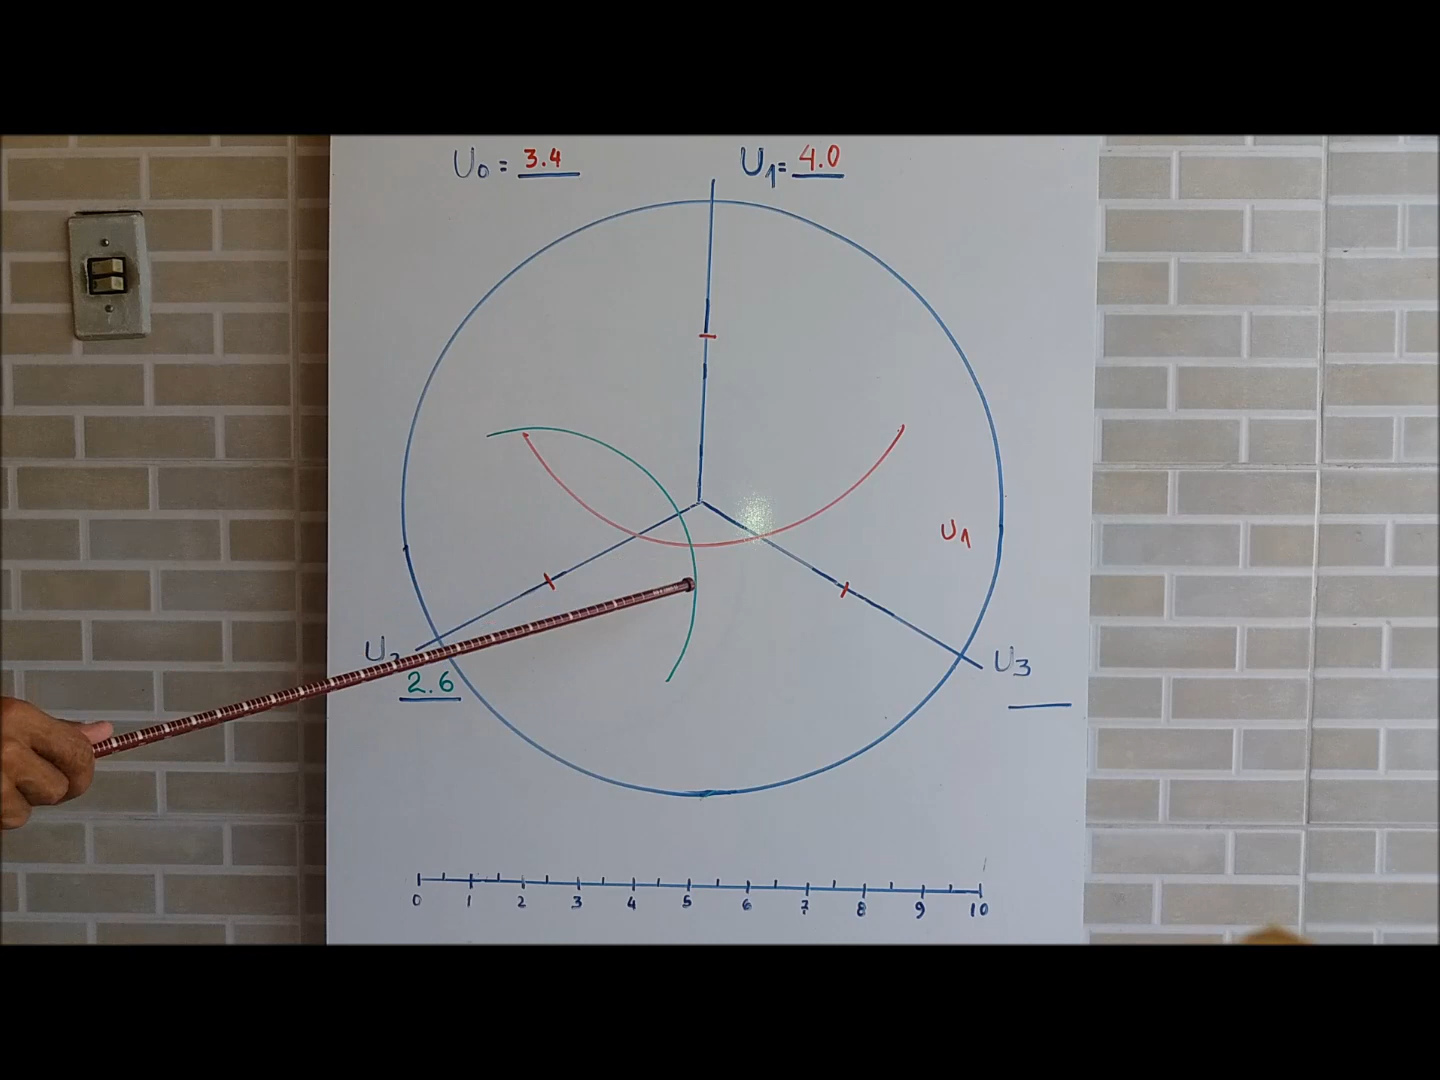 U₀ = 3.4
U₁= 4.0
U₁
U₃
2.6
0 1 2 3 4 5 6 7 8 9 10